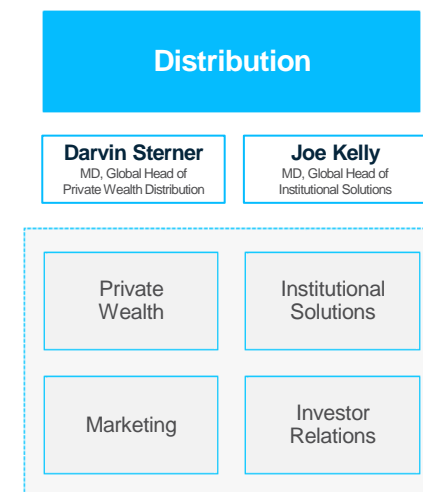 Distribution
Darvin Sterner
MD, Global Head of
Private Wealth Distribution
Joe Kelly
MD, Global Head of
Institutional Solutions
Private
Wealth
Institutional
Solutions
Marketing
Investor
Relations